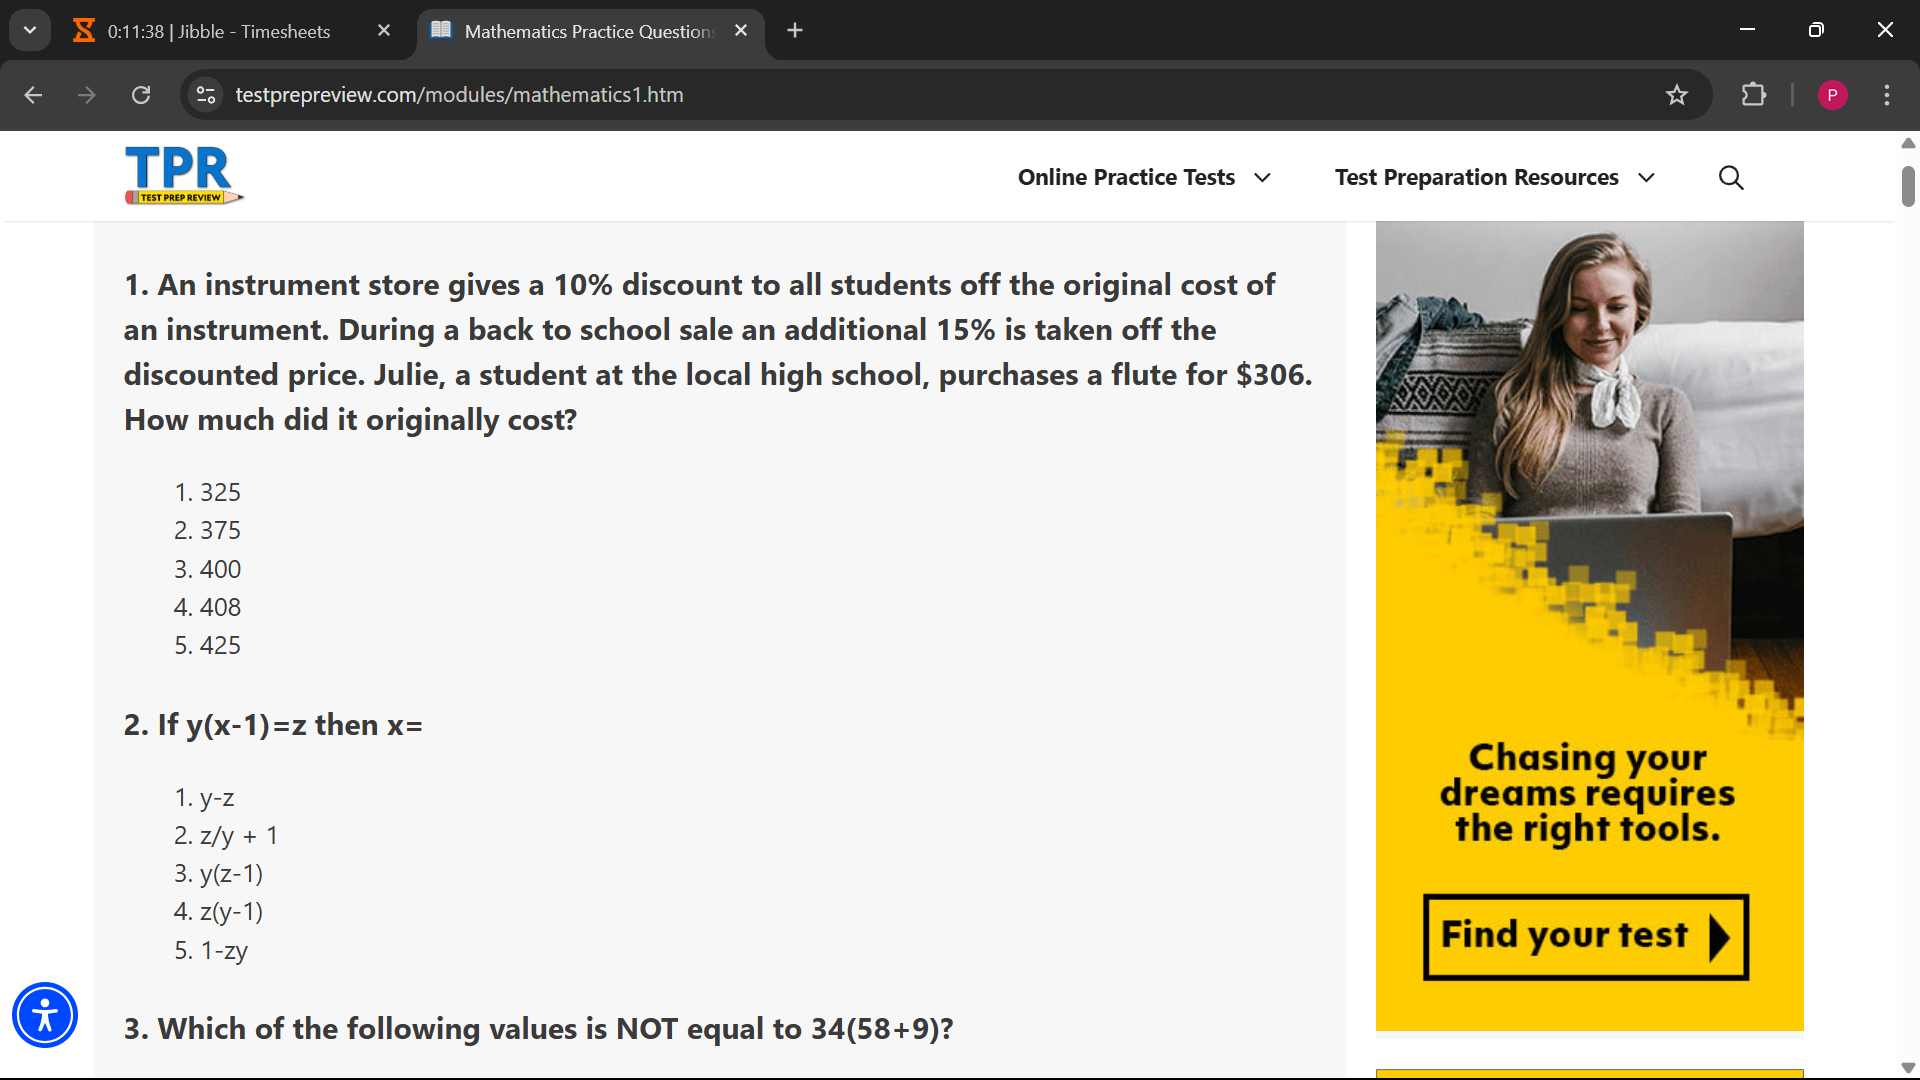 0:11:38 | Jibble - Timesheets
Mathematics Practice Question
testprepreview.com/modules/mathematics1.htm
P
TPR
TEST PREP REVIEW
Online Practice Tests
Test Preparation Resources
1. An instrument store gives a 10% discount to all students off the original cost of
an instrument. During a back to school sale an additional 15% is taken off the
discounted price. Julie, a student at the local high school, purchases a flute for $306.
How much did it originally cost?
1. 325
2. 375
3. 400
4. 408
5. 425
2. If y(x-1)=z then x=
1. y-z
2. z/y + 1
3. y(z-1)
4. z(y-1)
5. 1-zy
3. Which of the following values is NOT equal to 34(58+9)?
Chasing your
dreams requires
the right tools.
Find your test